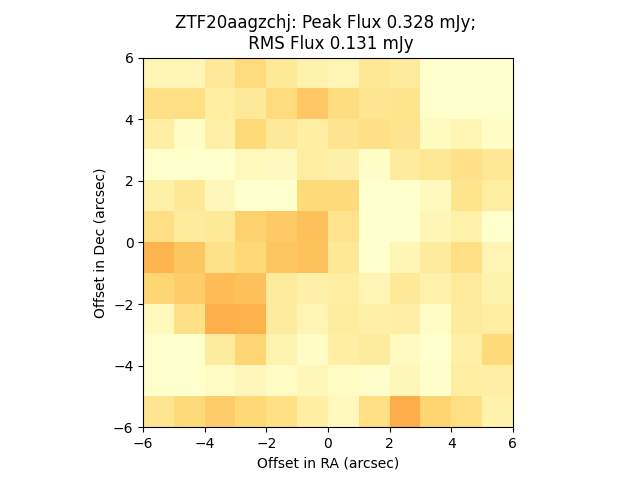 ZTF20aagzchj: Peak Flux 0.328 mJy;
RMS Flux 0.131 mJy
6
4
2
0
−2
−4
−6
Offset in Dec (arcsec)
−6 −4 −2 0 2 4 6
Offset in RA (arcsec)